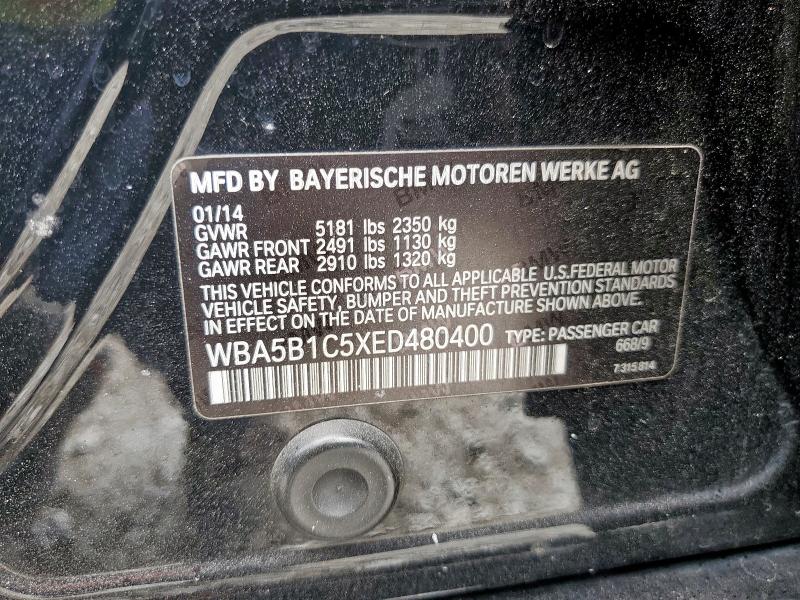 MFD BY BAYERISCHE MOTOREN WERKE AG
01/14
GVWR 5181 lbs 2350 kg
GAWR FRONT 2491 lbs 1130 kg
GAWR REAR 2910 lbs 1320 kg
THIS VEHICLE CONFORMS TO ALL APPLICABLE U.S.FEDERAL MOTOR
VEHICLE SAFETY, BUMPER AND THEFT PREVENTION STANDARDS
IN EFFECT ON THE DATE OF MANUFACTURE SHOWN ABOVE.
WBA5B1C5XED480400 TYPE: PASSENGER CAR
668/9
7 315 814